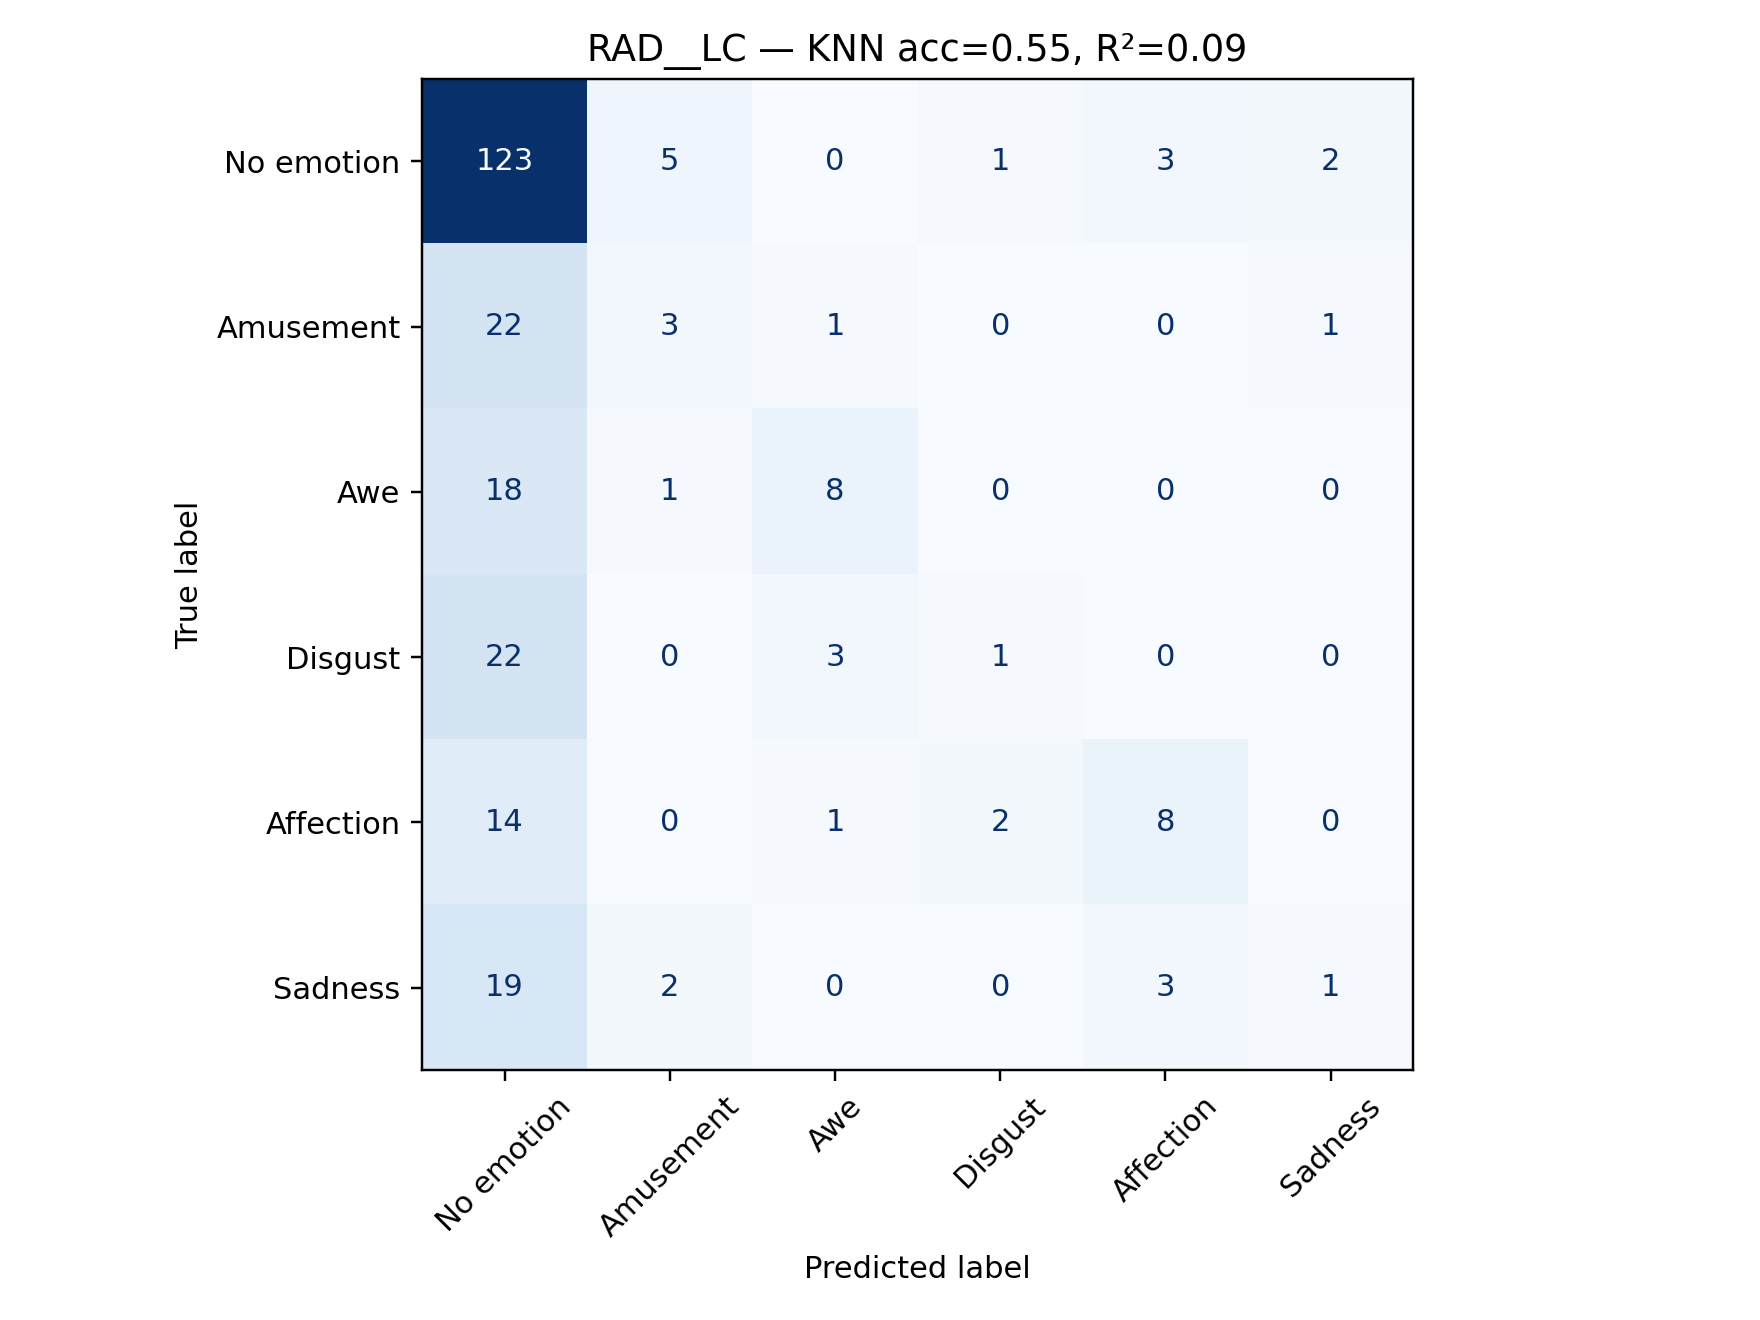 RAD__LC — KNN acc=0.55, R²=0.09
No emotion 123 5 0 1 3 2
Amusement 22 3 1 0 0 1
Awe 18 1 8 0 0 0
Disgust 22 0 3 1 0 0
Affection 14 0 1 2 8 0
Sadness 19 2 0 0 3 1
True label
No emotion Amusement Awe Disgust Affection Sadness
Predicted label